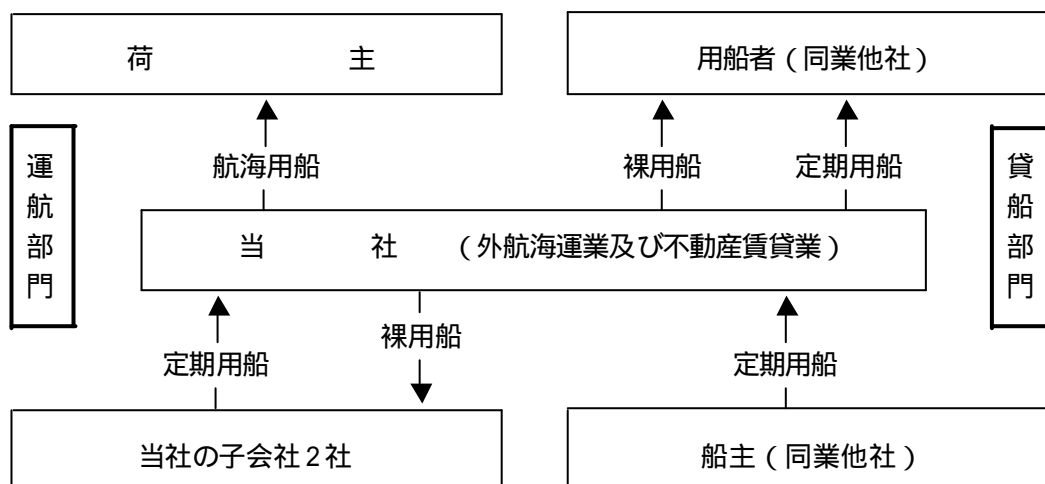 荷 主
用船者（同業他社）
運航部門
航海用船
裸用船
定期用船
貸船部門
当 社 （外航海運業及び不動産賃貸業）
定期用船
裸用船
定期用船
当社の子会社２社
船主（同業他社）